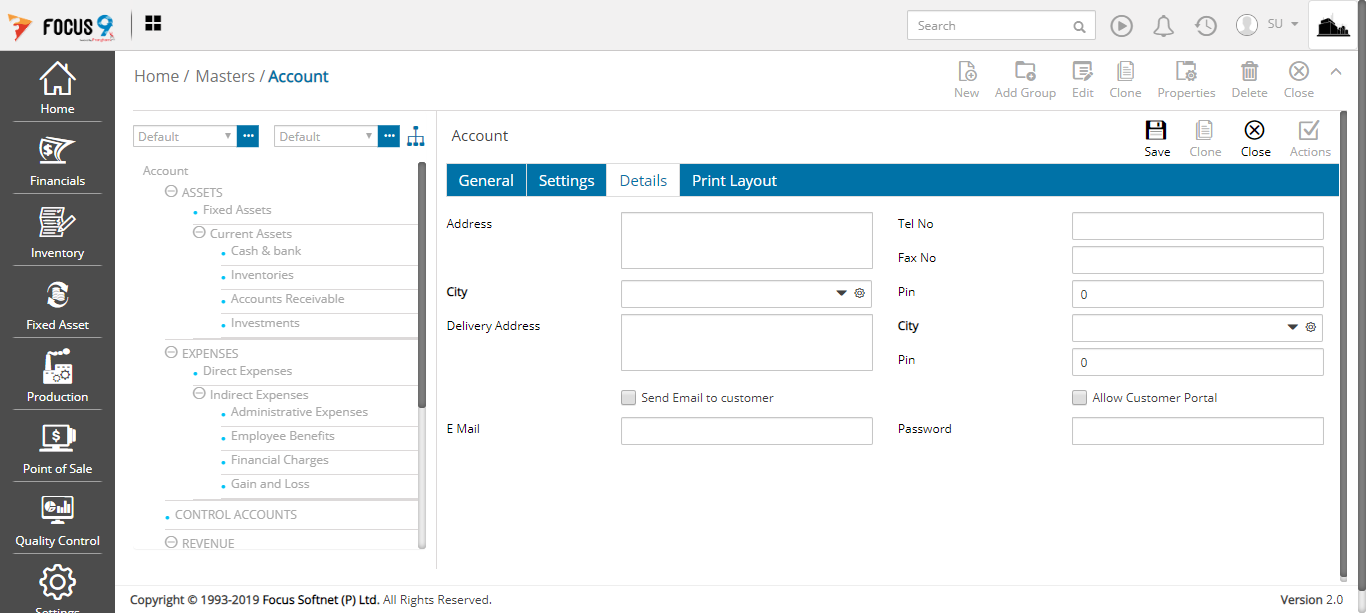 FOCUS 9
Search
SU
Home
Financials
Inventory
Fixed Asset
Production
Point of Sale
Quality Control
Settings
Home / Masters / Account
New
Add Group
Edit
Clone
Properties
Delete
Close
Default
Default
Account
ASSETS
Fixed Assets
Current Assets
Cash & bank
Inventories
Accounts Receivable
Investments
EXPENSES
Direct Expenses
Indirect Expenses
Administrative Expenses
Employee Benefits
Financial Charges
Gain and Loss
CONTROL ACCOUNTS
REVENUE
Account
Save
Clone
Close
Actions
General
Settings
Details
Print Layout
Address
Tel No
Fax No
City
Pin
0
Delivery Address
City
Pin
0
Send Email to customer
Allow Customer Portal
E Mail
Password
Copyright © 1993-2019 Focus Softnet (P) Ltd. All Rights Reserved.
Version 2.0